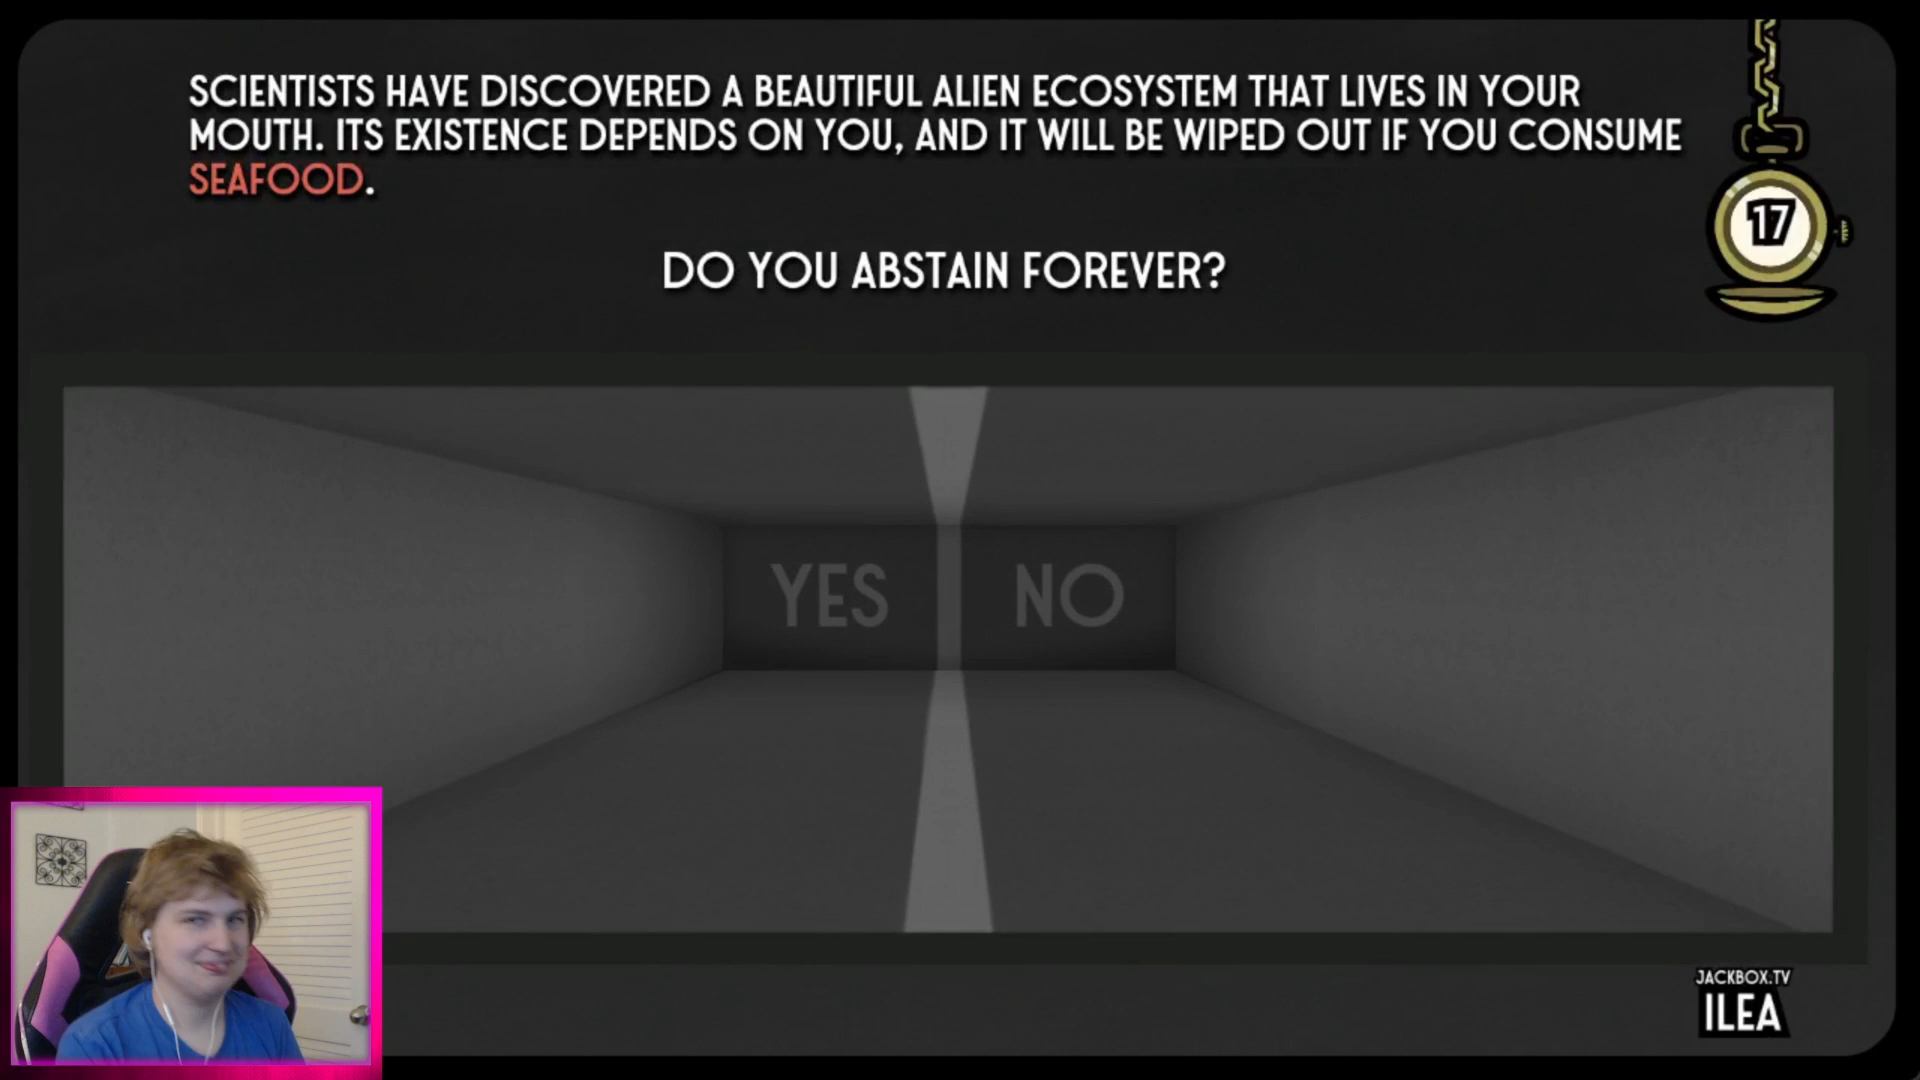 SCIENTISTS HAVE DISCOVERED A BEAUTIFUL ALIEN ECOSYSTEM THAT LIVES IN YOUR
MOUTH. ITS EXISTENCE DEPENDS ON YOU, AND IT WILL BE WIPED OUT IF YOU CONSUME
SEAFOOD.
17
DO YOU ABSTAIN FOREVER?
YES NO
JACKBOX.TV
ILEA